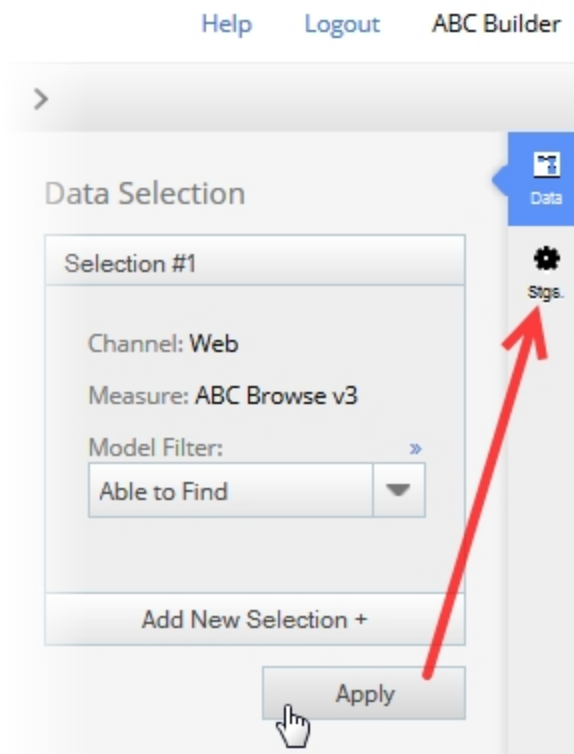 Help Logout ABC Builder
Data Selection
Data
Selection #1
Stgs.
Channel: Web
Measure: ABC Browse v3
Model Filter: »
Able to Find
Add New Selection +
Apply